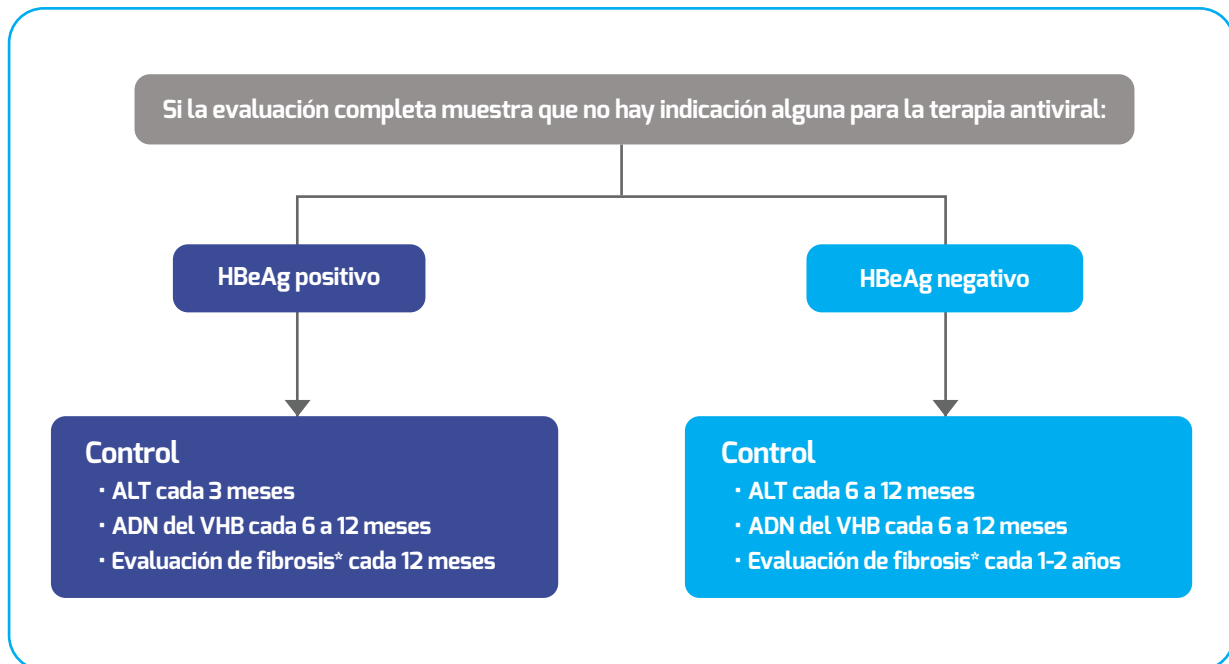 Si la evaluación completa muestra que no hay indicación alguna para la terapia antiviral:
HBeAg positivo
HBeAg negativo
Control
· ALT cada 3 meses
· ADN del VHB cada 6 a 12 meses
· Evaluación de fibrosis* cada 12 meses
Control
· ALT cada 6 a 12 meses
· ADN del VHB cada 6 a 12 meses
· Evaluación de fibrosis* cada 1-2 años